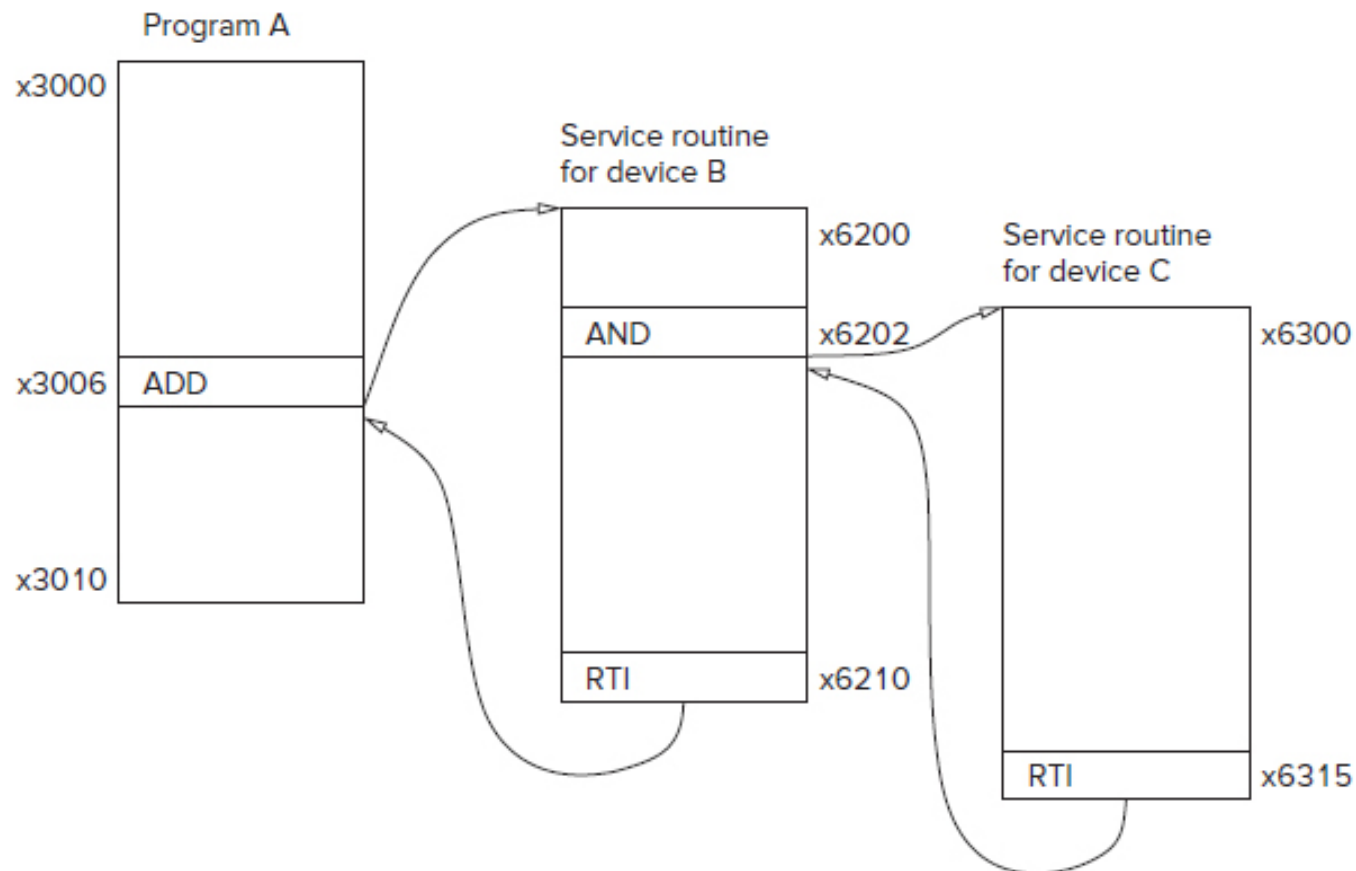 Program A
x3000
x3006
ADD
x3010
Service routine
for device B
x6200
AND
x6202
RTI
x6210
Service routine
for device C
x6300
RTI
x6315